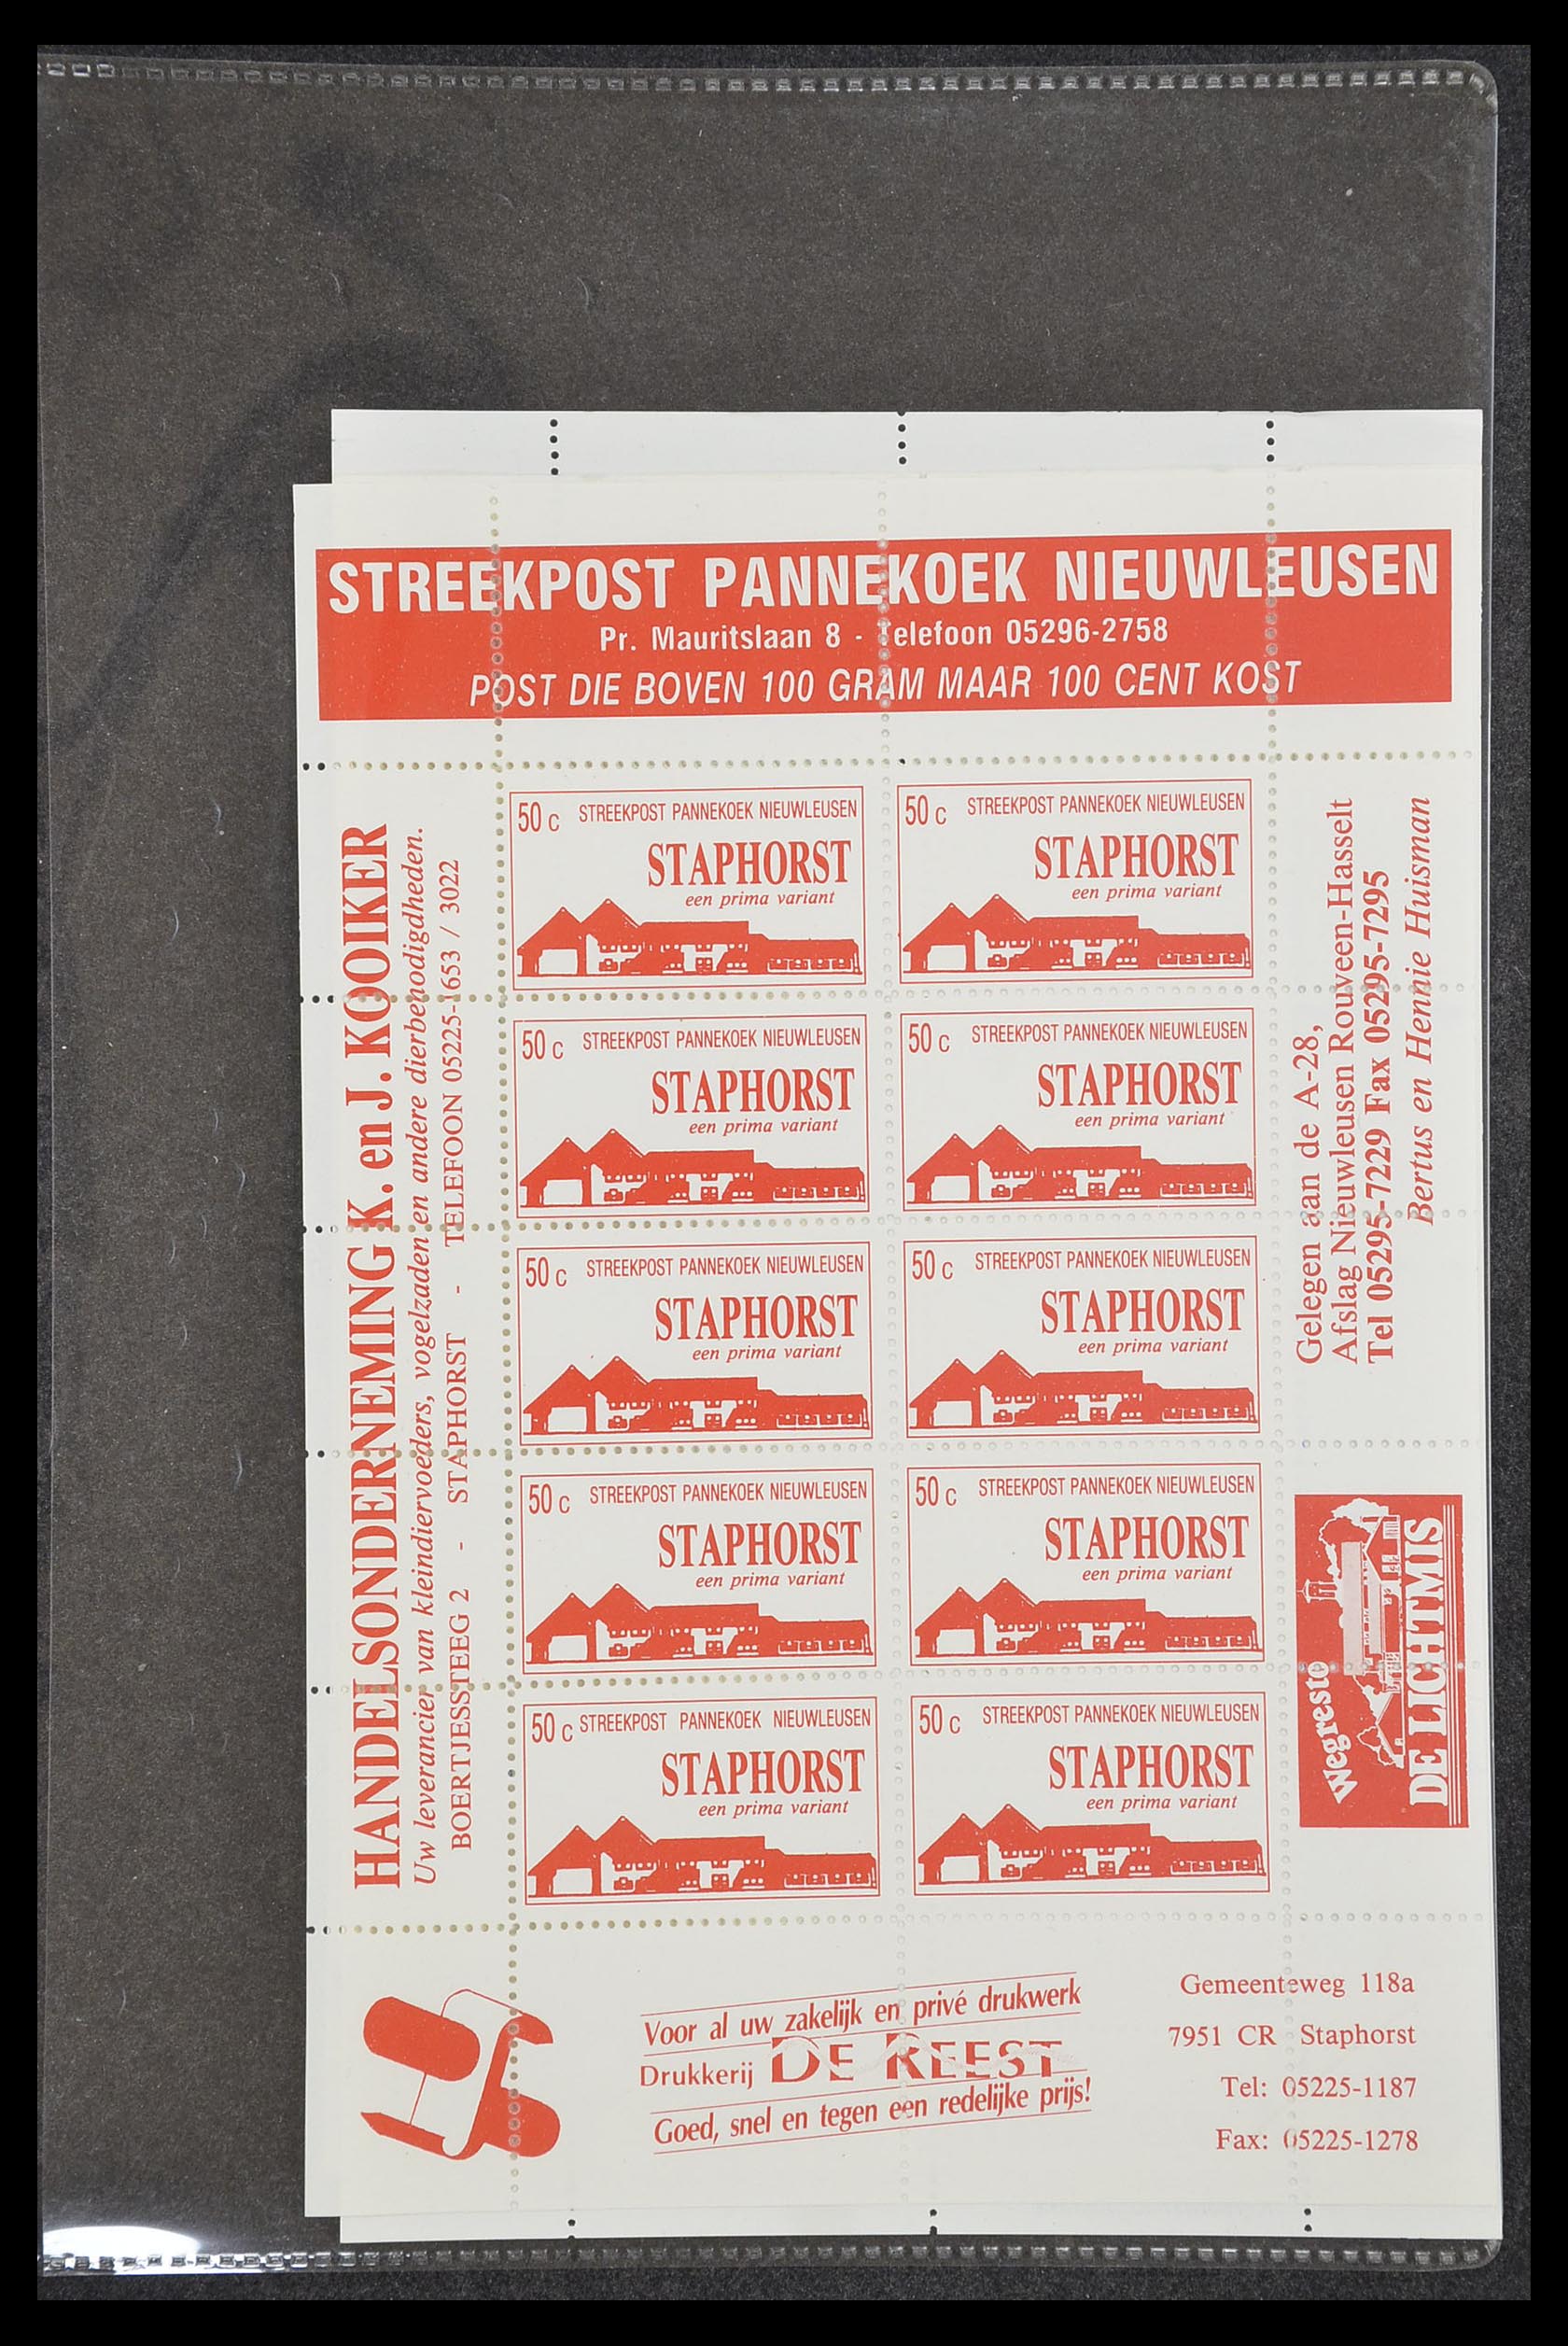 STREEKPOST PANNEKOEK NIEUWLEUSEN
Pr. Mauritslaan 8 - Telefoon 05296-2758
POST DIE BOVEN 100 GRAM MAAR 100 CENT KOST
HANDELSONDERNEMING K. en J. KOOIKER
Uw leverancier van kleindiervoeders, vogelzaden en andere dierbenodigdheden.
BOERTJESSTEEG 2 - STAPHORST - TELEFOON 05225-1653 / 3022
50 c STREEKPOST PANNEKOEK NIEUWLEUSEN
STAPHORST
een prima variant
50 c STREEKPOST PANNEKOEK NIEUWLEUSEN
STAPHORST
een prima variant
50 c STREEKPOST PANNEKOEK NIEUWLEUSEN
STAPHORST
een prima variant
50 c STREEKPOST PANNEKOEK NIEUWLEUSEN
STAPHORST
een prima variant
50 c STREEKPOST PANNEKOEK NIEUWLEUSEN
STAPHORST
een prima variant
50 c STREEKPOST PANNEKOEK NIEUWLEUSEN
STAPHORST
een prima variant
50 c STREEKPOST PANNEKOEK NIEUWLEUSEN
STAPHORST
een prima variant
50 c STREEKPOST PANNEKOEK NIEUWLEUSEN
STAPHORST
een prima variant
50 c STREEKPOST PANNEKOEK NIEUWLEUSEN
STAPHORST
een prima variant
50 c STREEKPOST PANNEKOEK NIEUWLEUSEN
STAPHORST
een prima variant
Gelegen aan de A-28,
Afslag Nieuwleusen Rouveen-Hasselt
Tel 05295-7229 Fax 05295-7295
Bertus en Hennie Huisman
Wegresto
DE LICHTMIS
Voor al uw zakelijk en privé drukwerk
Drukkerij DE REEST
Goed, snel en tegen een redelijke prijs!
Gemeenteweg 118a
7951 CR Staphorst
Tel: 05225-1187
Fax: 05225-1278